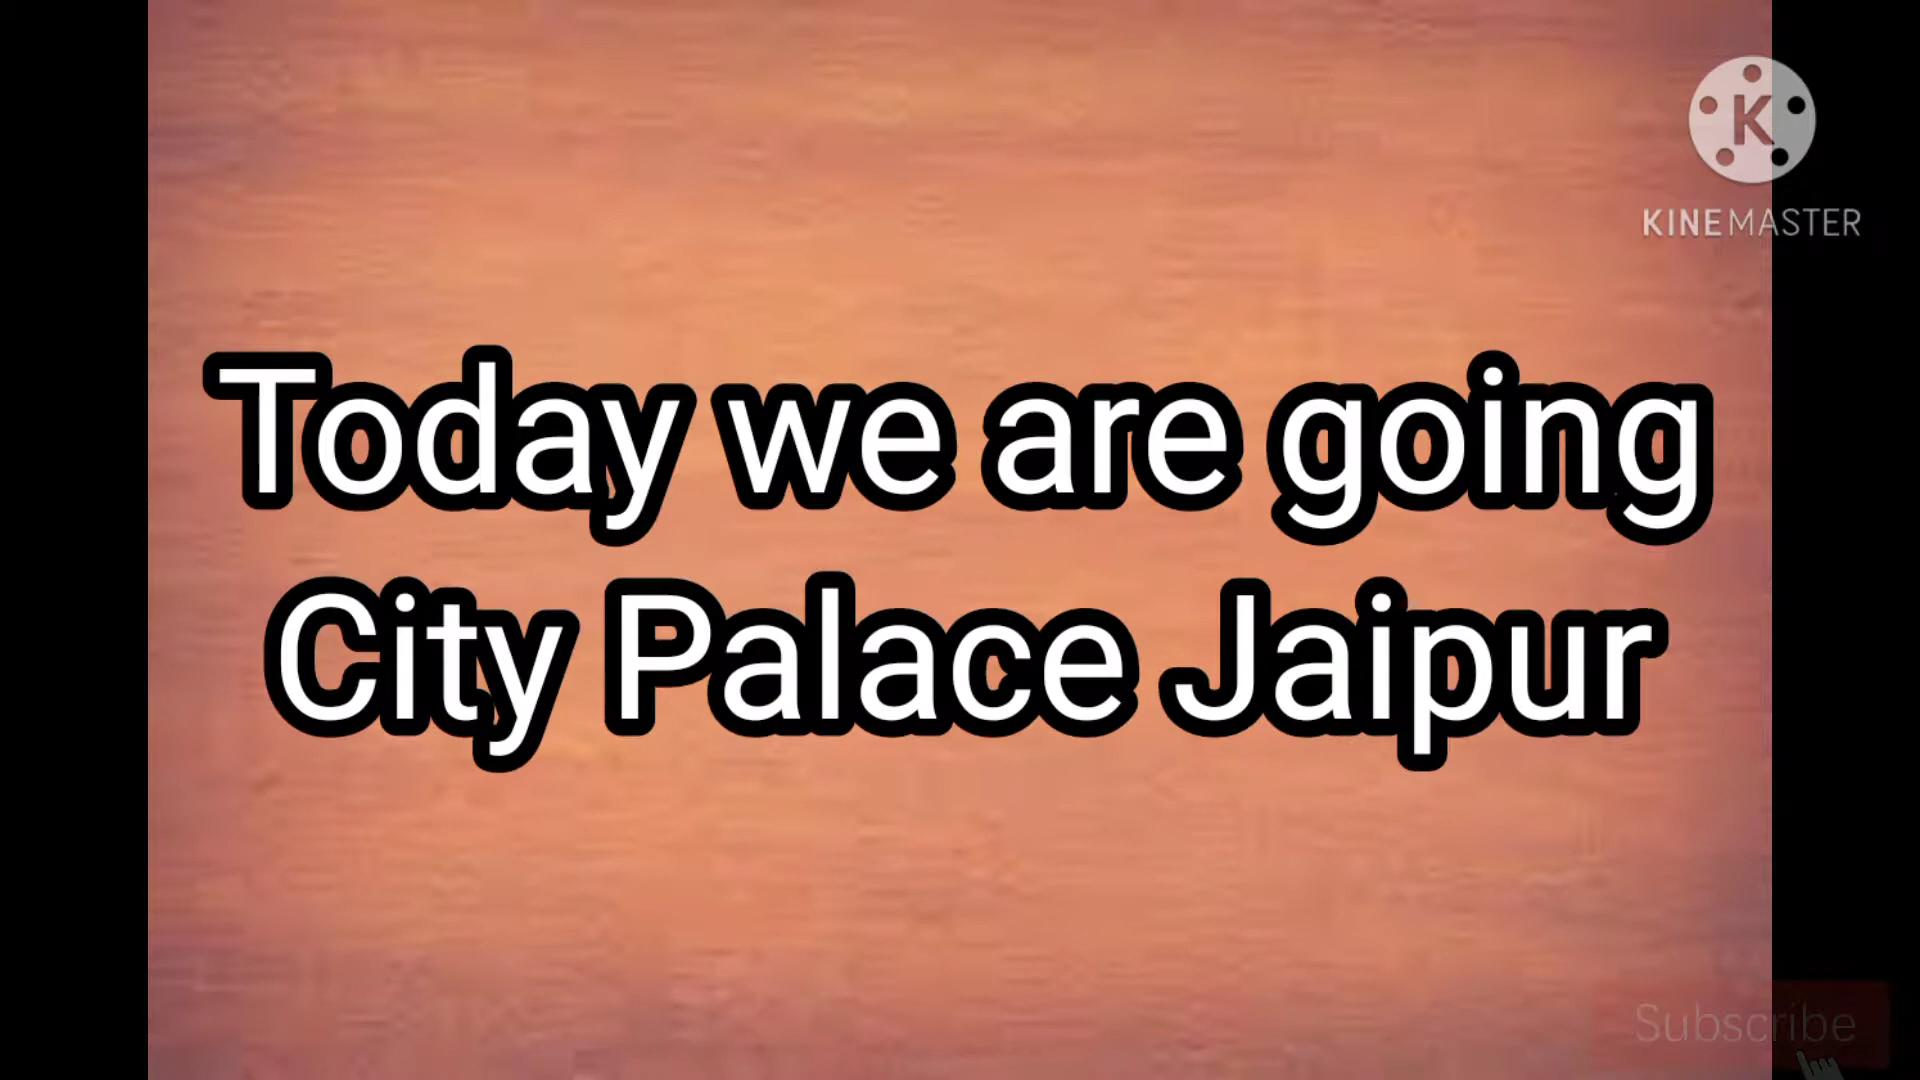 K
KINEMASTER
Today we are going
City Palace Jaipur
Subscribe